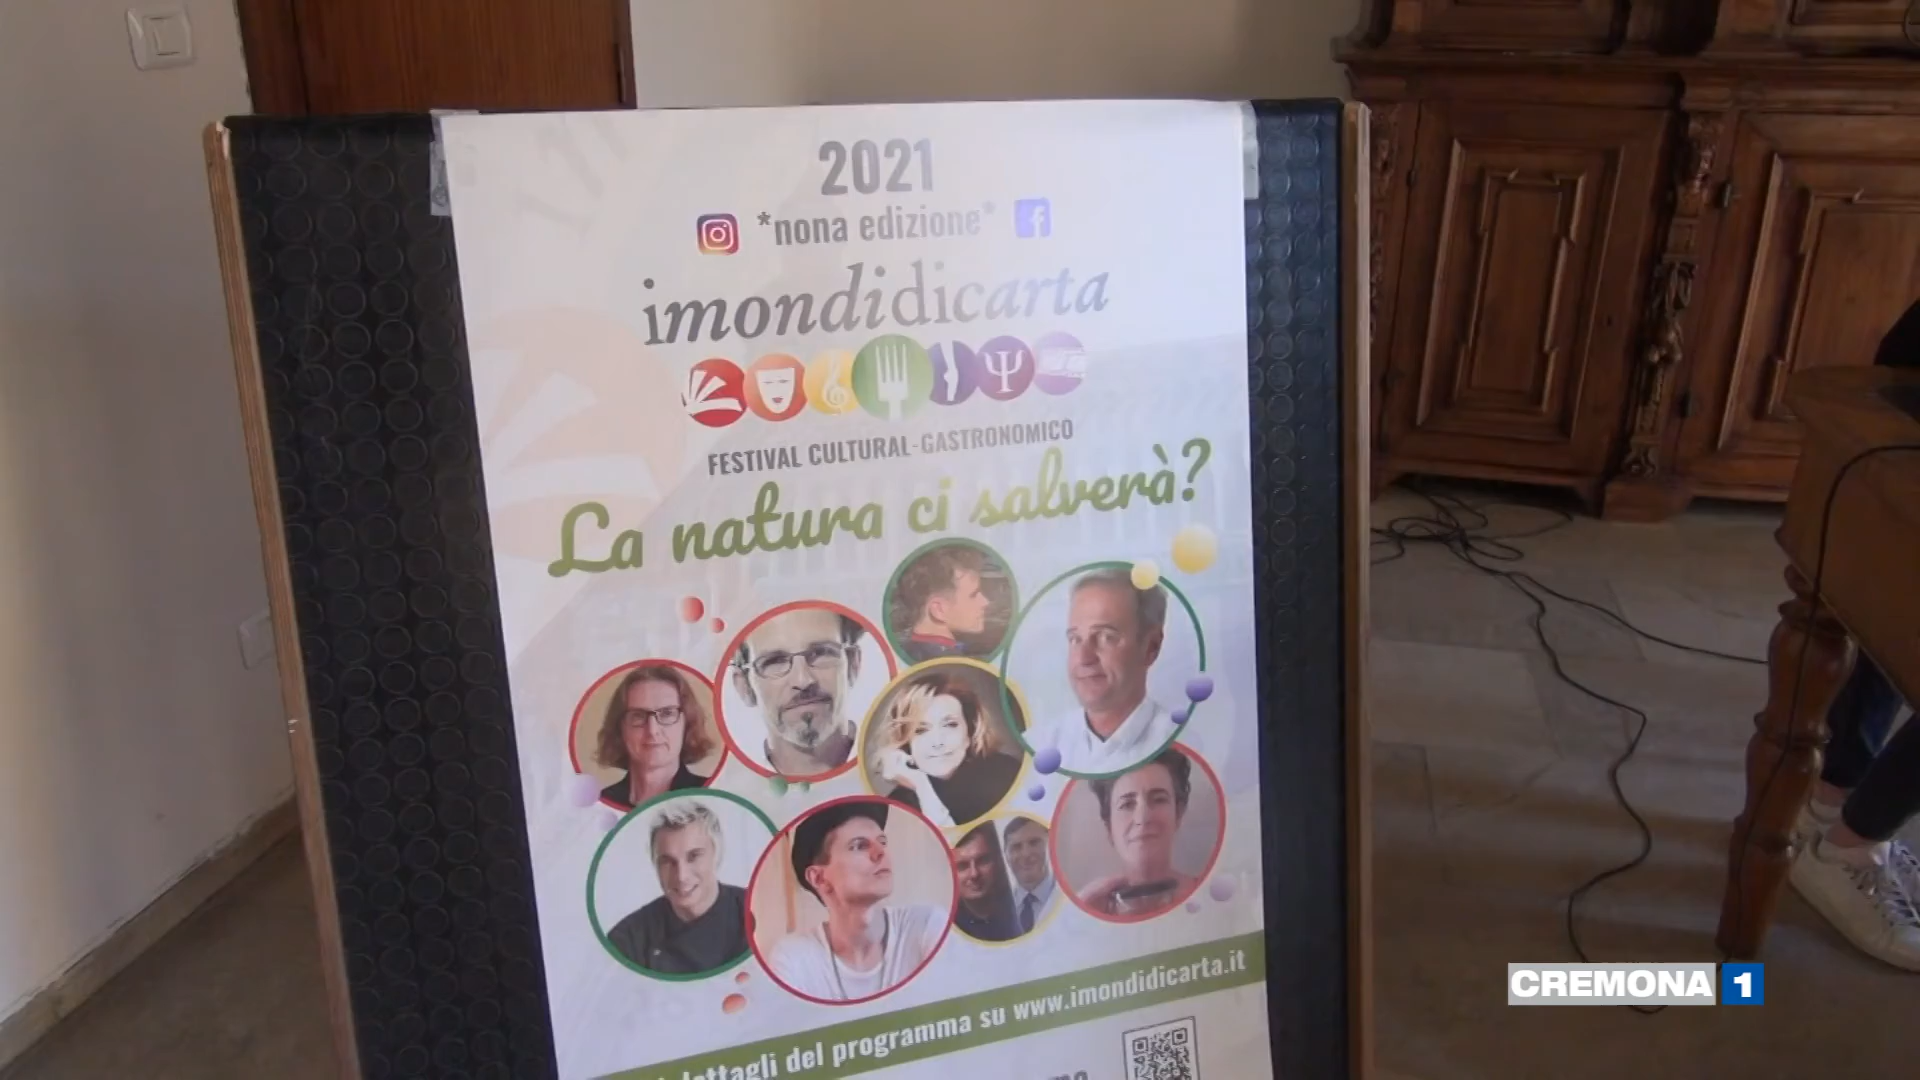 2021
*nona edizione*
imondidicarta
FESTIVAL CULTURAL-GASTRONOMICO
La natura ci salverà?
dettagli del programma su www.imondidicarta.it
CREMONA 1